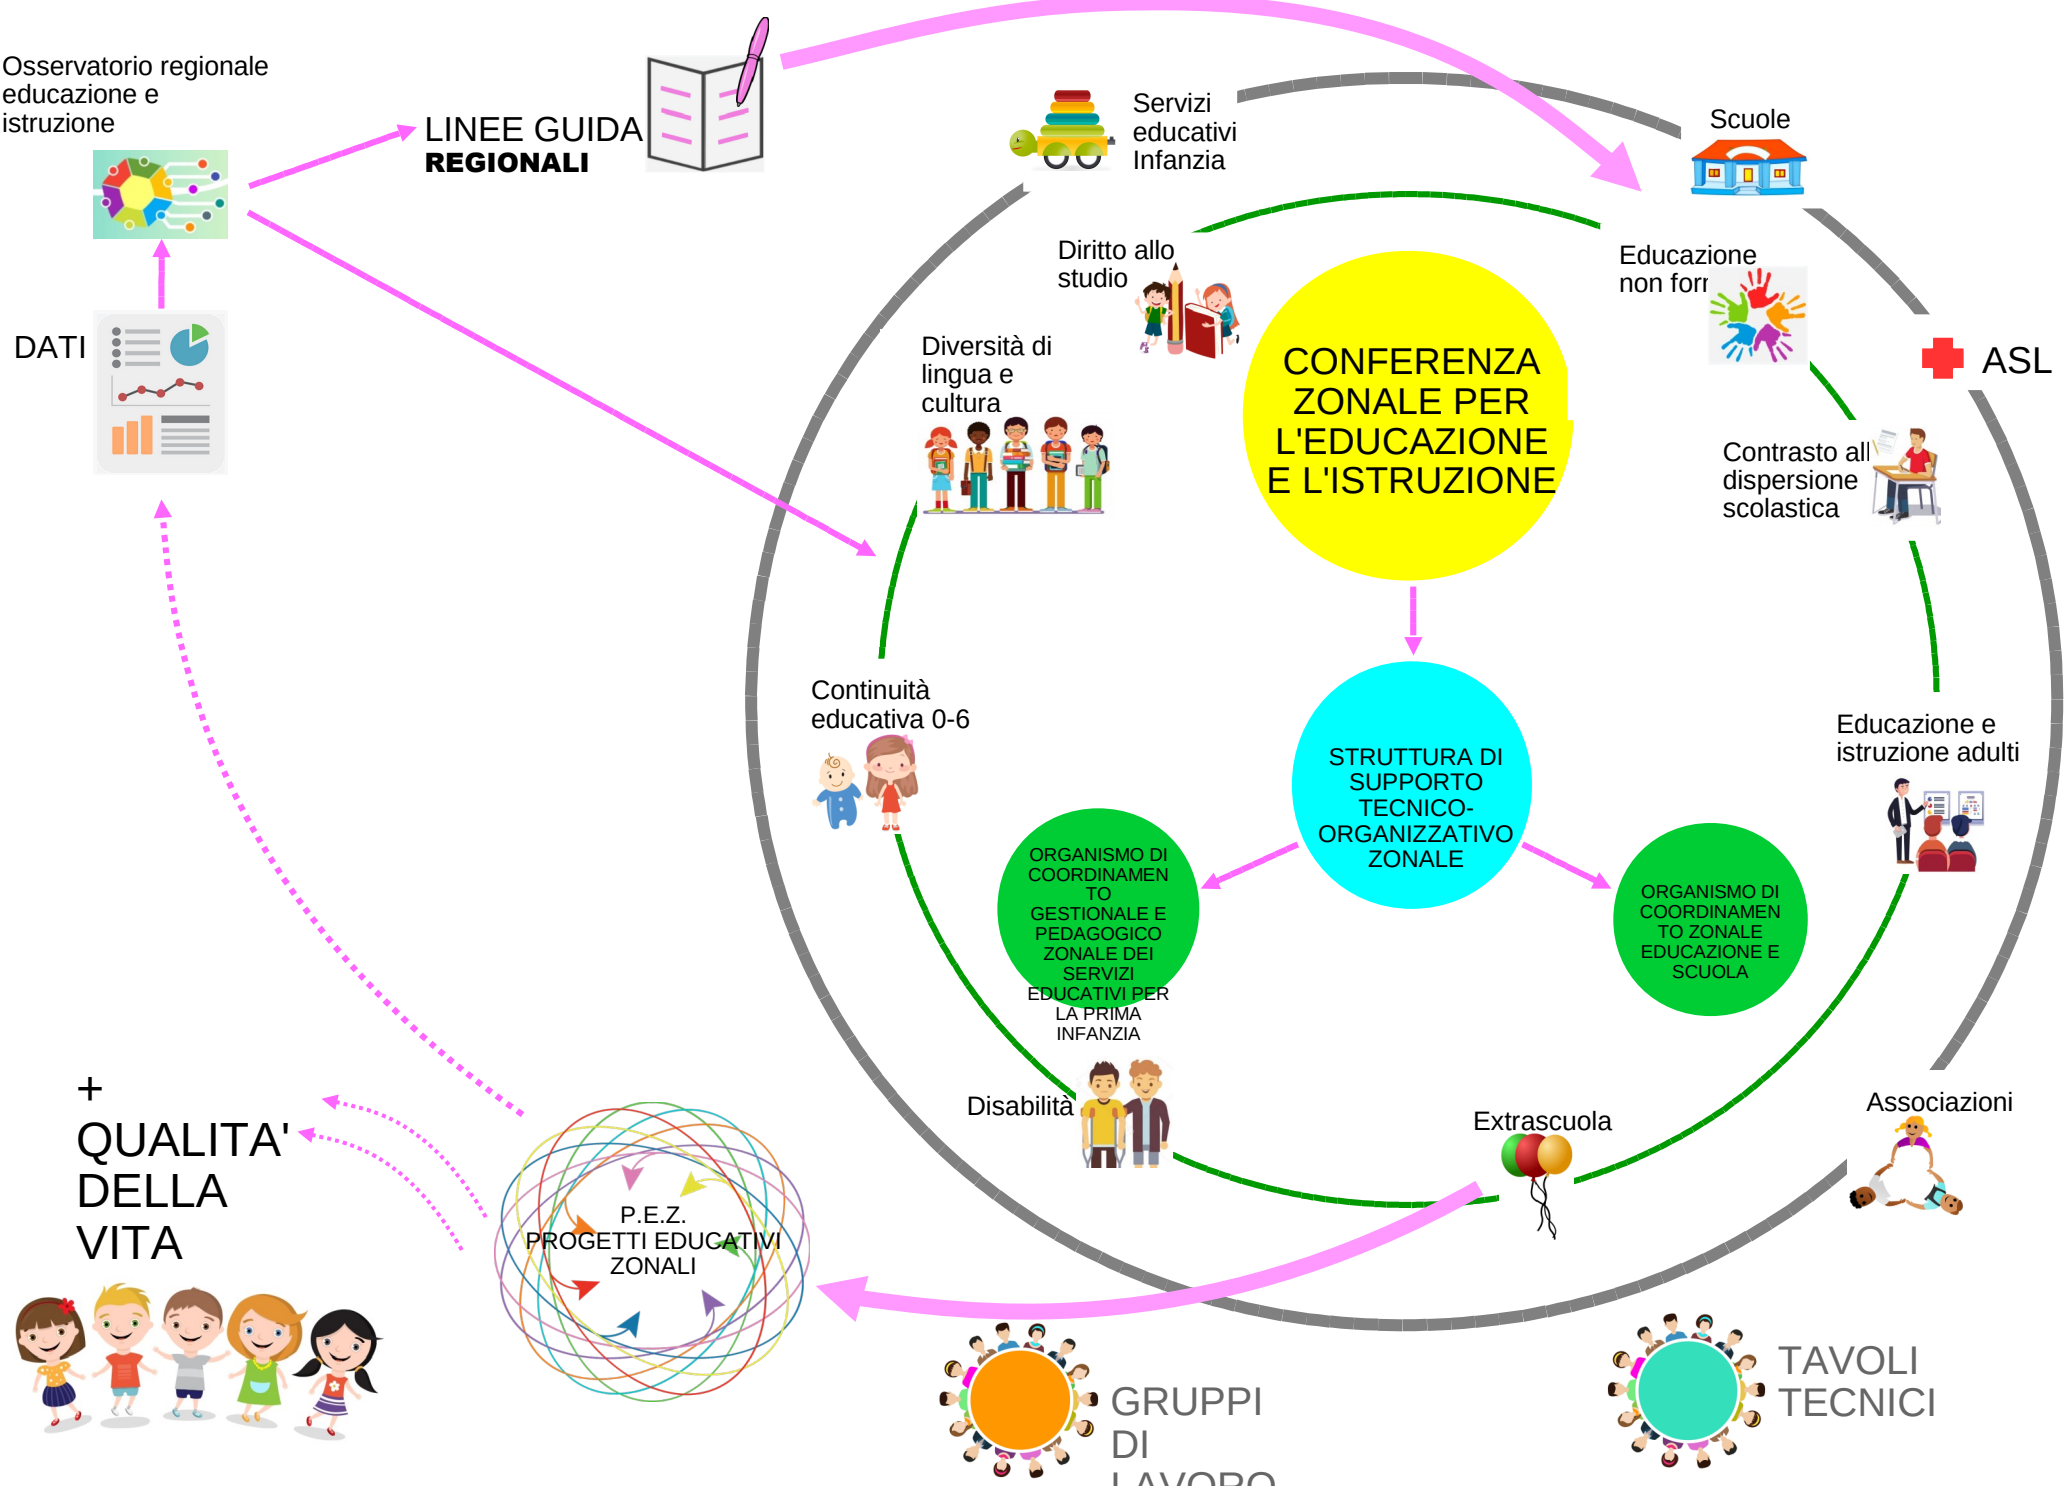 Osservatorio regionale
educazione e
istruzione
LINEE GUIDA
REGIONALI
DATI
Servizi
educativi
Infanzia
Scuole
Diritto allo
studio
Educazione
non
ASL
Diversità di
lingua e
cultura
CONFERENZA
ZONALE PER
L'EDUCAZIONE
E L'ISTRUZIONE
Contrasto all
dispersione
scolastica
Continuità
educativa 0-6
Educazione e
istruzione adulti
STRUTTURA DI
SUPPORTO
TECNICO-
ORGANIZZATIVO
ZONALE
ORGANISMO DI
COORDINAMEN
TO
GESTIONALE E
PEDAGOGICO
ZONALE DEI
SERVIZI
EDUCATIVI PER
LA PRIMA
INFANZIA
ORGANISMO DI
COORDINAMEN
TO ZONALE
EDUCAZIONE E
SCUOLA
Disabilità
Extrascuola
Associazioni
+
QUALITA'
DELLA
VITA
P.E.Z.
PROGETTI EDUCATIVI
ZONALI
GRUPPI
DI
LAVORO
TAVOLI
TECNICI